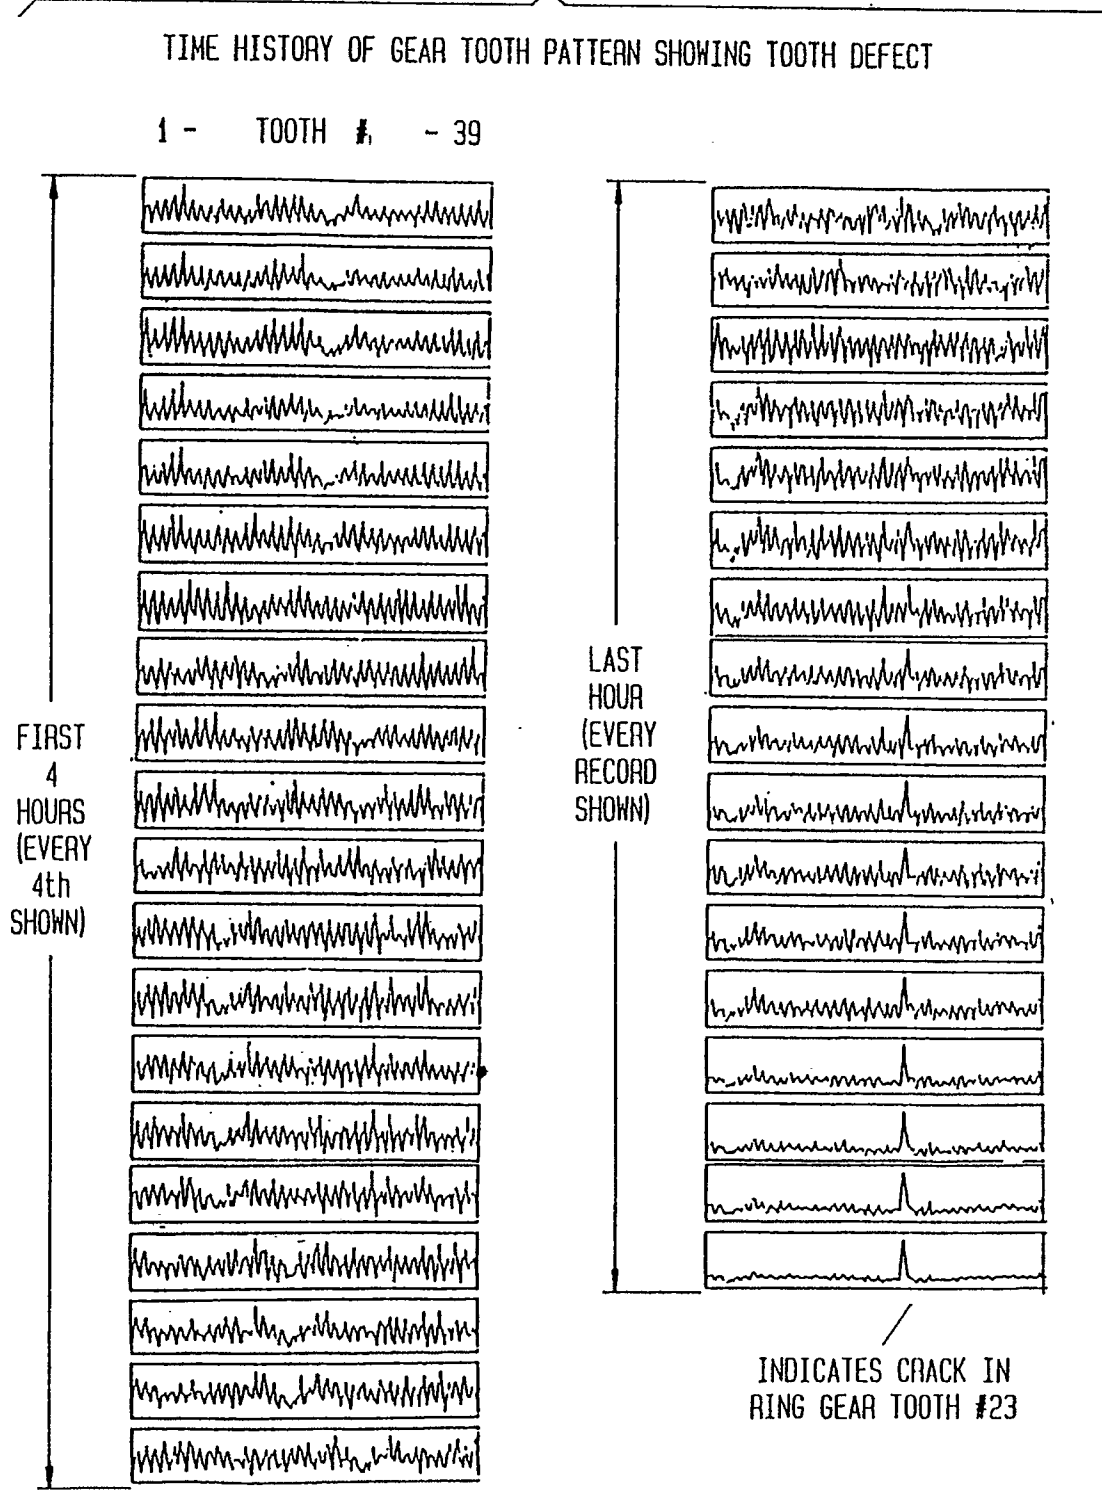 TIME HISTORY OF GEAR TOOTH PATTERN SHOWING TOOTH DEFECT
1 - TOOTH # - 39
FIRST
4
HOURS
(EVERY
4th
SHOWN)
LAST
HOUR
(EVERY
RECORD
SHOWN)
INDICATES CRACK IN
RING GEAR TOOTH #23